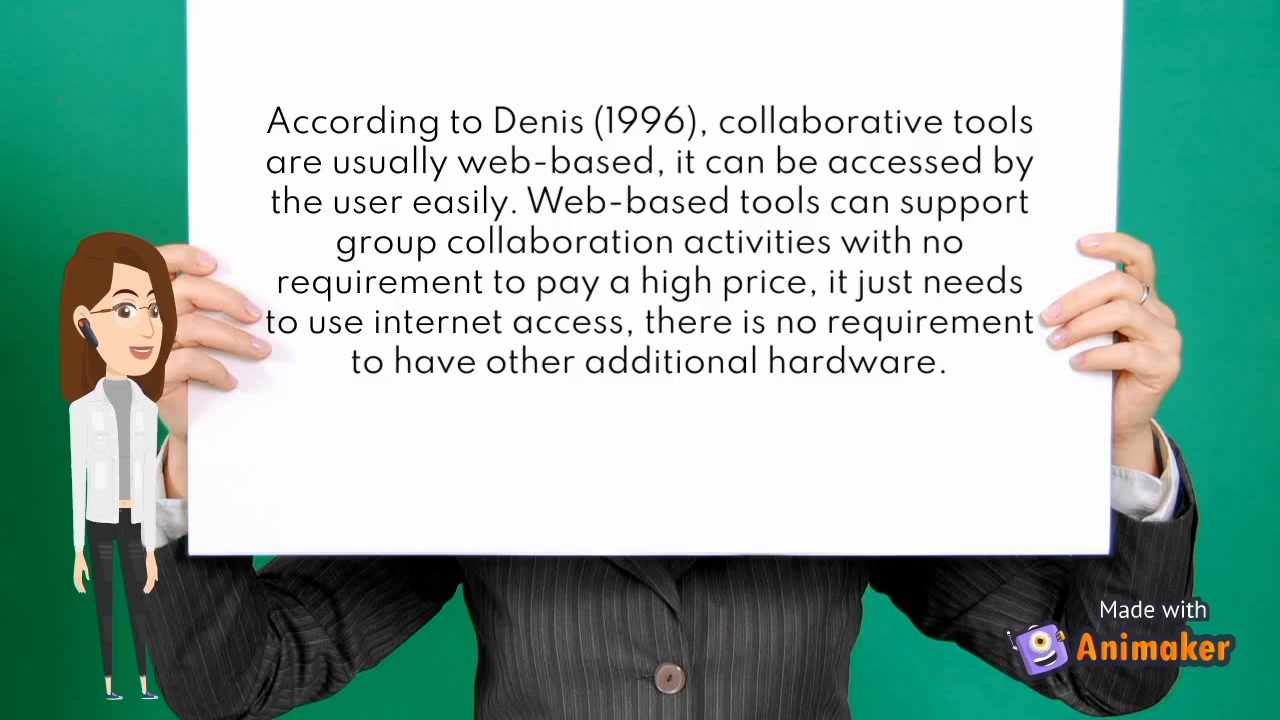 According to Denis (1996), collaborative tools
are usually web-based, it can be accessed by
the user easily. Web-based tools can support
group collaboration activities with no
requirement to pay a high price, it just needs
to use internet access, there is no requirement
to have other additional hardware.
Made with
Animaker